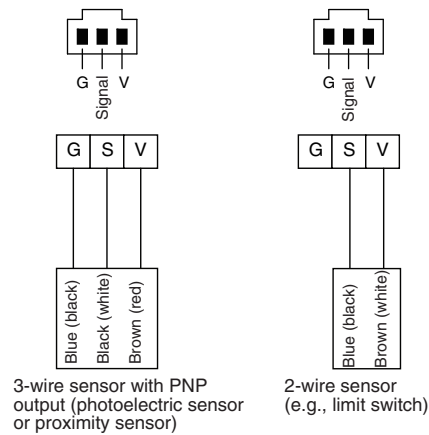 G Signal V
G S V
Blue (black)
Black (white)
Brown (red)
3-wire sensor with PNP
output (photoelectric sensor
or proximity sensor)
G Signal V
G S V
Blue (black)
Brown (white)
2-wire sensor
(e.g., limit switch)